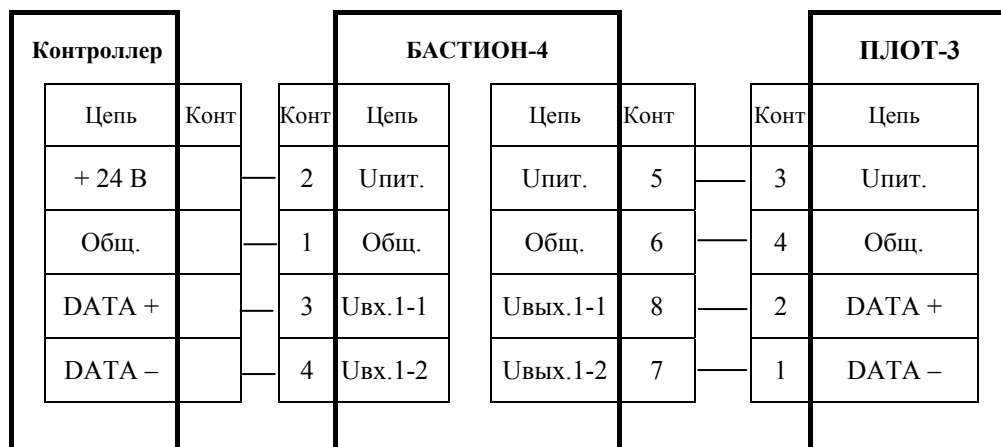 Контроллер БАСТИОН-4 ПЛОТ-3
Цепь Конт Конт Цепь Цепь Конт Конт Цепь
+ 24 В 2 Uпит. Uпит. 5 3 Uпит.
Общ. 1 Общ. Общ. 6 4 Общ.
DATA + 3 Uвх.1-1 Uвых.1-1 8 2 DATA +
DATA – 4 Uвх.1-2 Uвых.1-2 7 1 DATA –